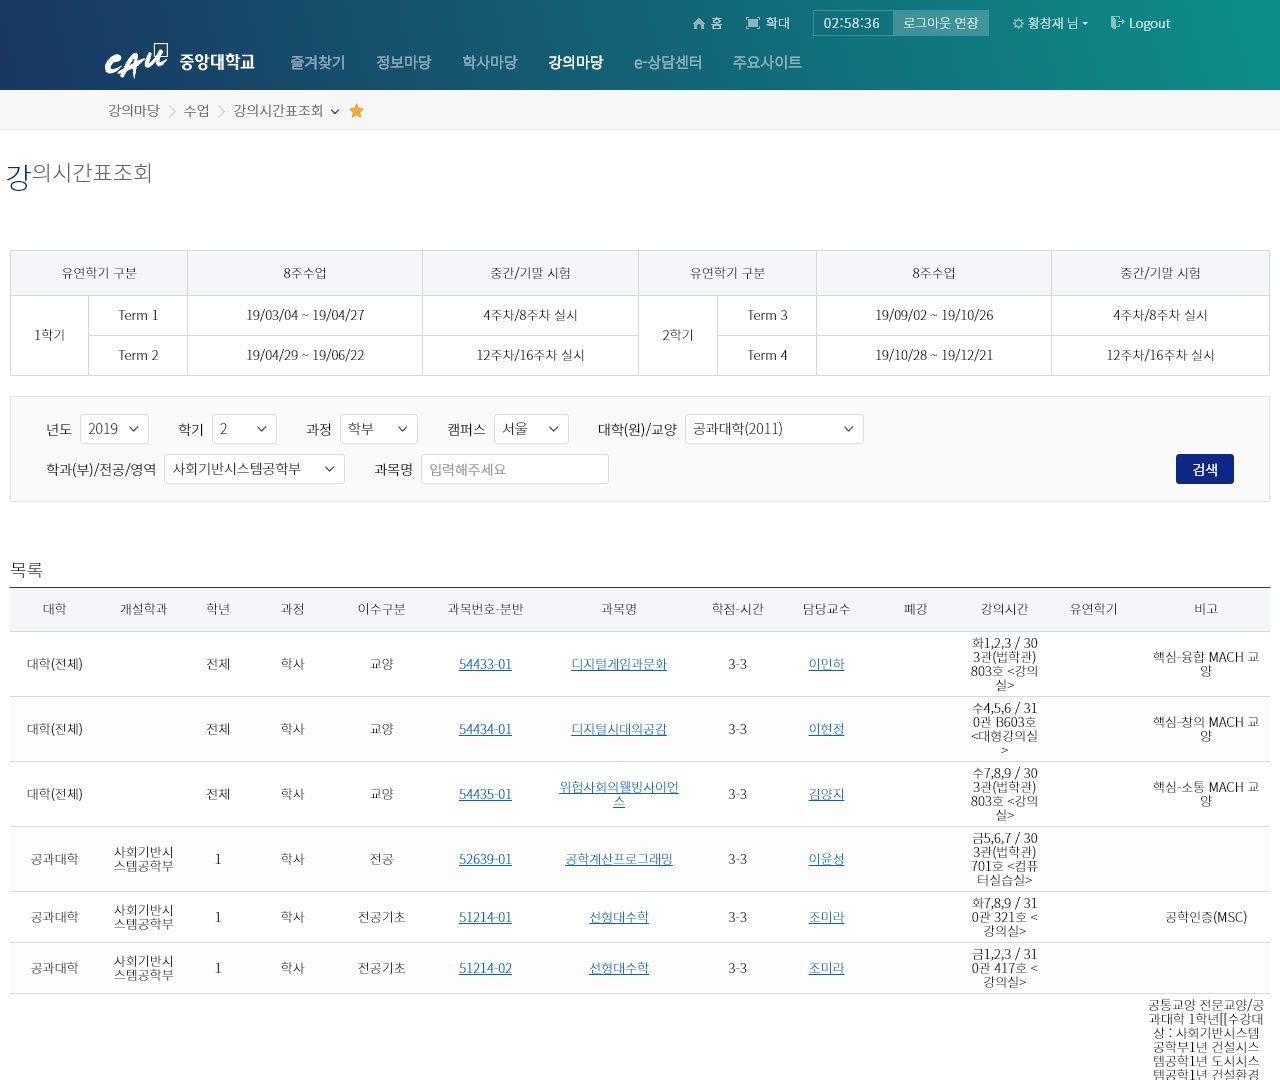 홈 확대 02:58:36 로그아웃 연장 황창재 님 Logout
CAU 중앙대학교 즐겨찾기 정보마당 학사마당 강의마당 e-상담센터 주요사이트
강의마당 수업 강의시간표조회
강의시간표조회
유연학기 구분 8주수업 중간/기말 시험 유연학기 구분 8주수업 중간/기말 시험
1학기 Term 1 19/03/04 ~ 19/04/27 4주차/8주차 실시 2학기 Term 3 19/09/02 ~ 19/10/26 4주차/8주차 실시
Term 2 19/04/29 ~ 19/06/22 12주차/16주차 실시 Term 4 19/10/28 ~ 19/12/21 12주차/16주차 실시
년도 2019 학기 2 과정 학부 캠퍼스 서울 대학(원)/교양 공과대학(2011)
학과(부)/전공/영역 사회기반시스템공학부 과목명 입력해주세요 검색
목록
대학 개설학과 학년 과정 이수구분 과목번호-분반 과목명 학점-시간 담당교수 폐강 강의시간 유연학기 비고
대학(전체) 전체 학사 교양 54433-01 디지털게임과문화 3-3 이민하
화1,2,3 / 30
3관(법학관)
803호 <강의
실>
핵심-융합 MACH 교
양
대학(전체) 전체 학사 교양 54434-01 디지털시대의공감 3-3 이현정
수4,5,6 / 31
0관 B603호
<대형강의실
>
핵심-창의 MACH 교
양
대학(전체) 전체 학사 교양 54435-01
위험사회의웰빙사이언
스
3-3 김양지
수7,8,9 / 30
3관(법학관)
803호 <강의
실>
핵심-소통 MACH 교
양
공과대학
사회기반시
스템공학부
1 학사 전공 52639-01 공학계산프로그래밍 3-3 이윤성
금5,6,7 / 30
3관(법학관)
701호 <컴퓨
터실습실>
공과대학
사회기반시
스템공학부
1 학사 전공기초 51214-01 선형대수학 3-3 조미라
화7,8,9 / 31
0관 321호 <
강의실>
공학인증(MSC)
공과대학
사회기반시
스템공학부
1 학사 전공기초 51214-02 선형대수학 3-3 조미라
금1,2,3 / 31
0관 417호 <
강의실>
공통교양 전문교양/공
과대학 1학년[[수강대
상 : 사회기반시스템
공학부1년 건설시스
템공학1년 도시시스
템공학1년 건설환경